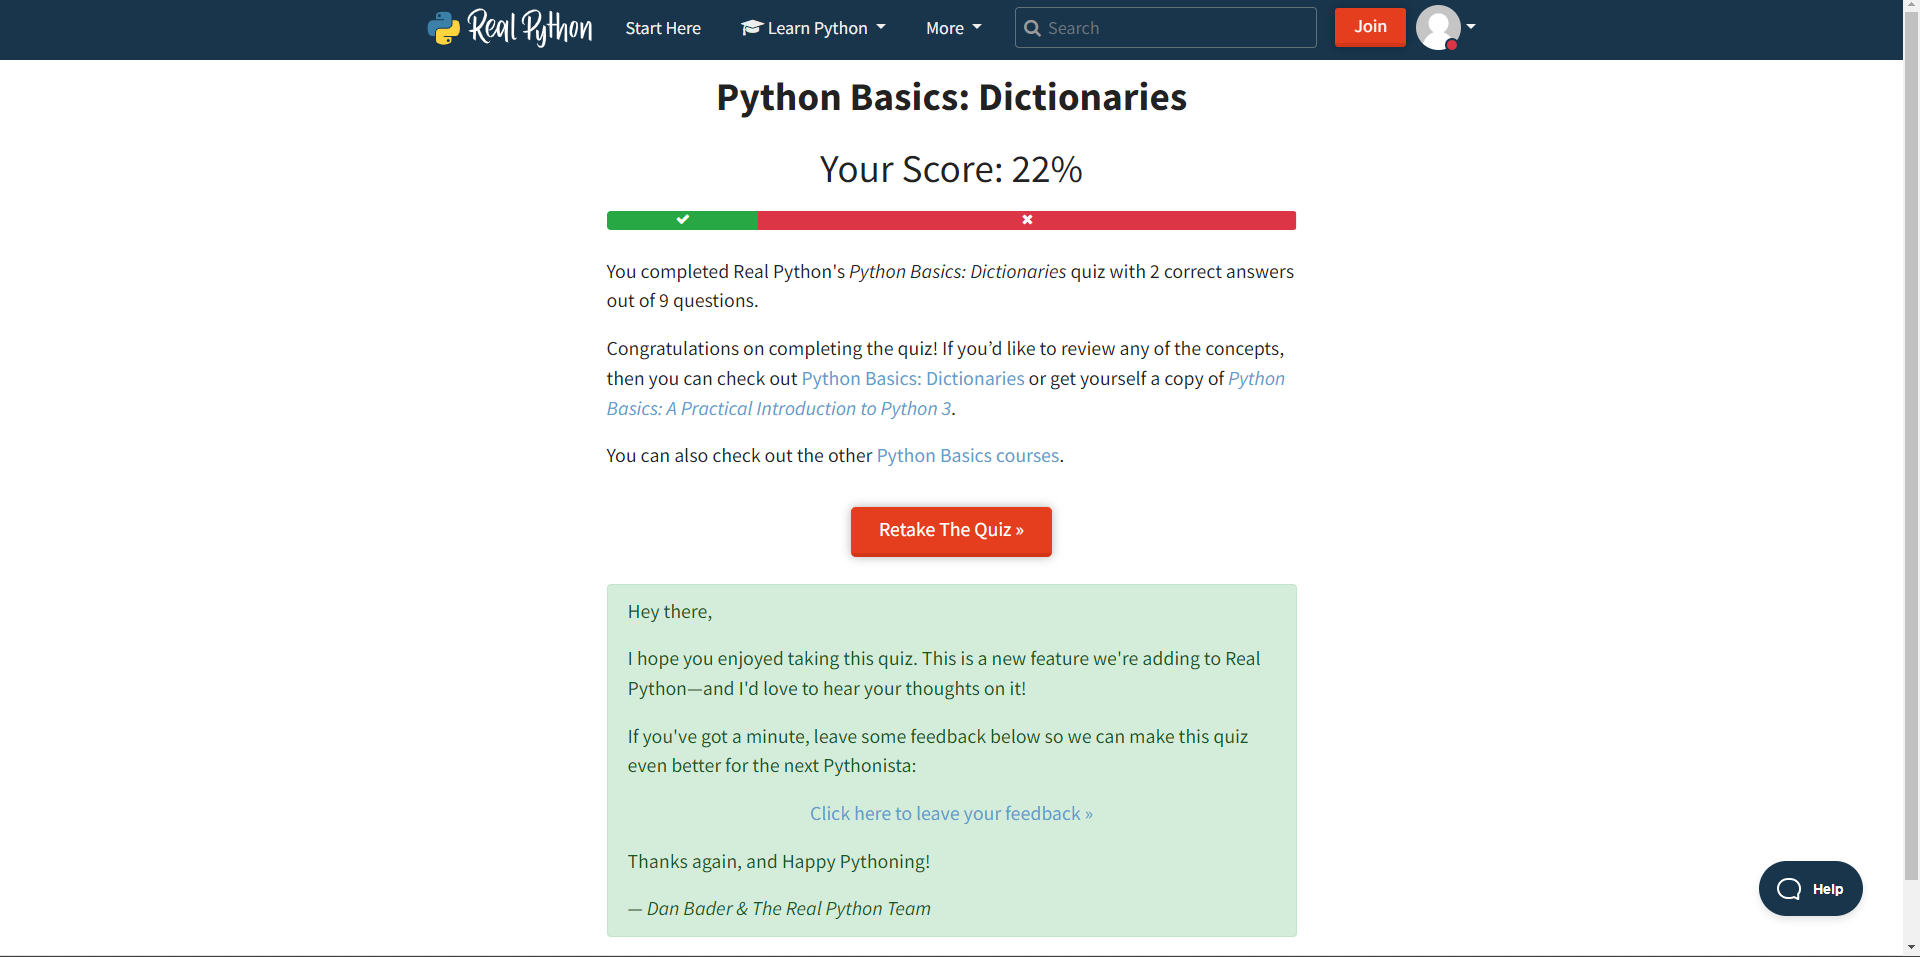 Real Python
Start Here
Learn Python
More
Search
Join
Python Basics: Dictionaries
Your Score: 22%
You completed Real Python's Python Basics: Dictionaries quiz with 2 correct answers
out of 9 questions.
Congratulations on completing the quiz! If you’d like to review any of the concepts,
then you can check out Python Basics: Dictionaries or get yourself a copy of Python
Basics: A Practical Introduction to Python 3.
You can also check out the other Python Basics courses.
Retake The Quiz »
Hey there,
I hope you enjoyed taking this quiz. This is a new feature we're adding to Real
Python—and I'd love to hear your thoughts on it!
If you've got a minute, leave some feedback below so we can make this quiz
even better for the next Pythonista:
Click here to leave your feedback »
Thanks again, and Happy Pythoning!
— Dan Bader & The Real Python Team
Help